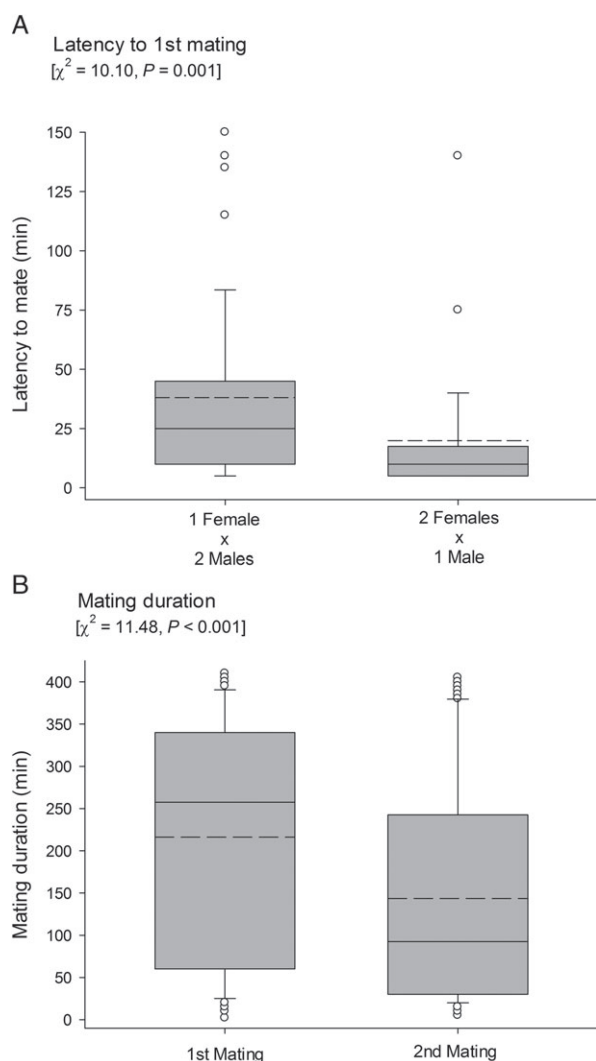 A
Latency to 1st mating
[χ² = 10.10, P = 0.001]
150
125
100
75
50
25
0
Latency to mate (min)
1 Female
x
2 Males
2 Females
x
1 Male
B
Mating duration
[χ² = 11.48, P < 0.001]
400
350
300
250
200
150
100
50
0
Mating duration (min)
1st Mating
2nd Mating